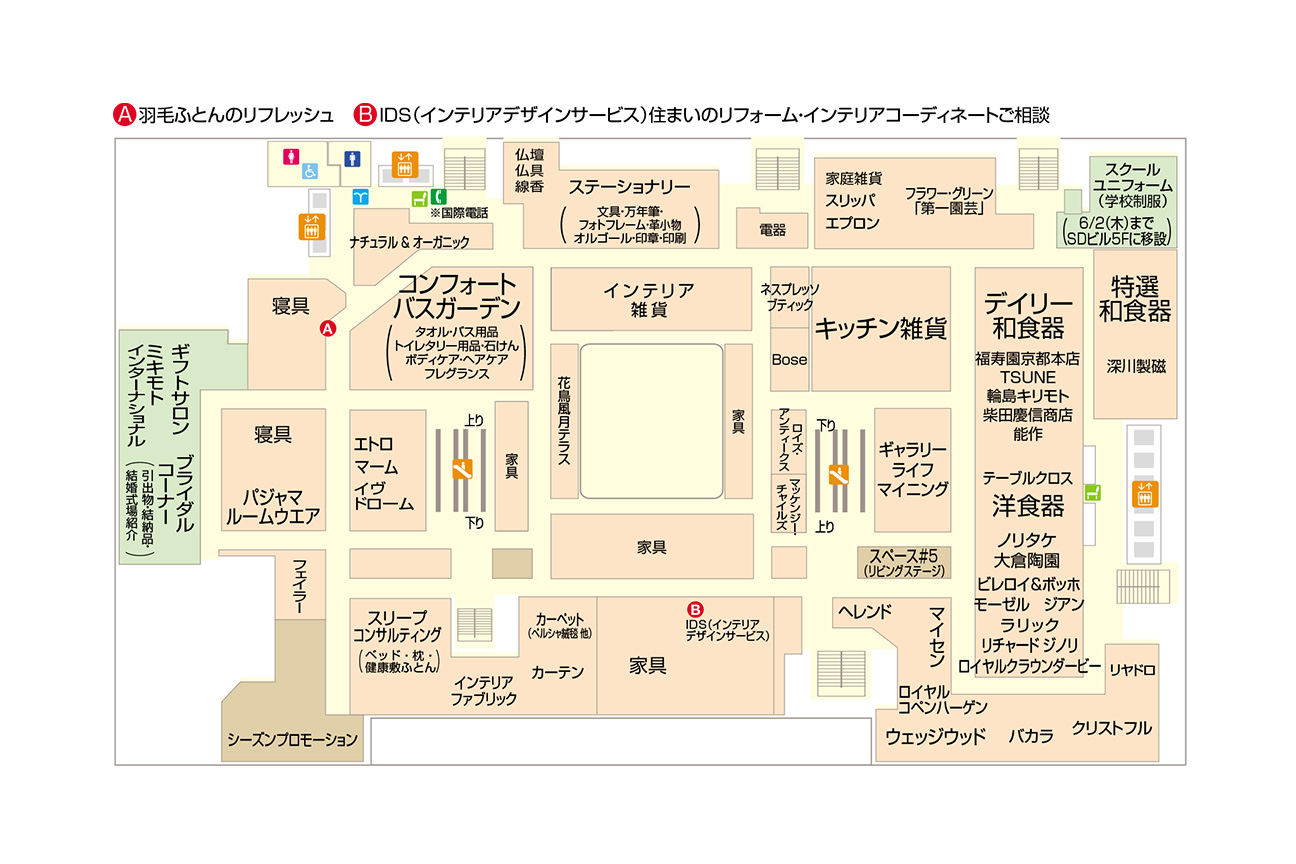 A 羽毛ふとんのリフレッシュ B IDS(インテリアデザインサービス)住まいのリフォーム・インテリアコーディネートご相談
※国際電話
ナチュラル & オーガニック
仏壇
仏具
線香
ステーショナリー
(文具・万年筆・
フォトフレーム・革小物
オルゴール・印章・印刷)
電器
家庭雑貨
スリッパ
エプロン
フラワー・グリーン
「第一園芸」
スクール
ユニフォーム
(学校制服)
(6/2(木)まで
SDビル5Fに移設)
寝具
A
コンフォート
バスガーデン
(タオル・バス用品
トイレタリー用品・石けん
ボディケア・ヘアケア
フレグランス)
インテリア
雑貨
ネスプレッソ
ブティック
Bose
キッチン雑貨
デイリー
和食器
福寿園京都本店
TSUNE
輪島キリモト
柴田慶信商店
能作
特選
和食器
深川製磁
ギフトサロン
ミキモト
インターナショナル
ブライダル
コーナー
(引出物・結納品・
結婚式場紹介)
寝具
パジャマ
ルームウエア
エトロ
マーム
イヴ
ドローム
上り
下り
家具
花鳥風月テラス
家具
ロイズ・
アンティークス
マッケンジー・
チャイルズ
下り
上り
ギャラリー
ライフ
マイニング
テーブルクロス
洋食器
ノリタケ
大倉陶園
ビレロイ&ボッホ
モーゼル ジアン
ラリック
リチャード ジノリ
ロイヤルクラウンダービー
家具
スペース#5
(リビングステージ)
フェイラー
スリープ
コンサルティング
(ベッド・枕・
健康敷ふとん)
インテリア
ファブリック
カーペット
(ペルシャ絨毯 他)
カーテン
B
IDS(インテリア
デザインサービス)
家具
ヘレンド
マイセン
ロイヤル
コペンハーゲン
リヤドロ
ウェッジウッド
バカラ
クリストフル
シーズンプロモーション